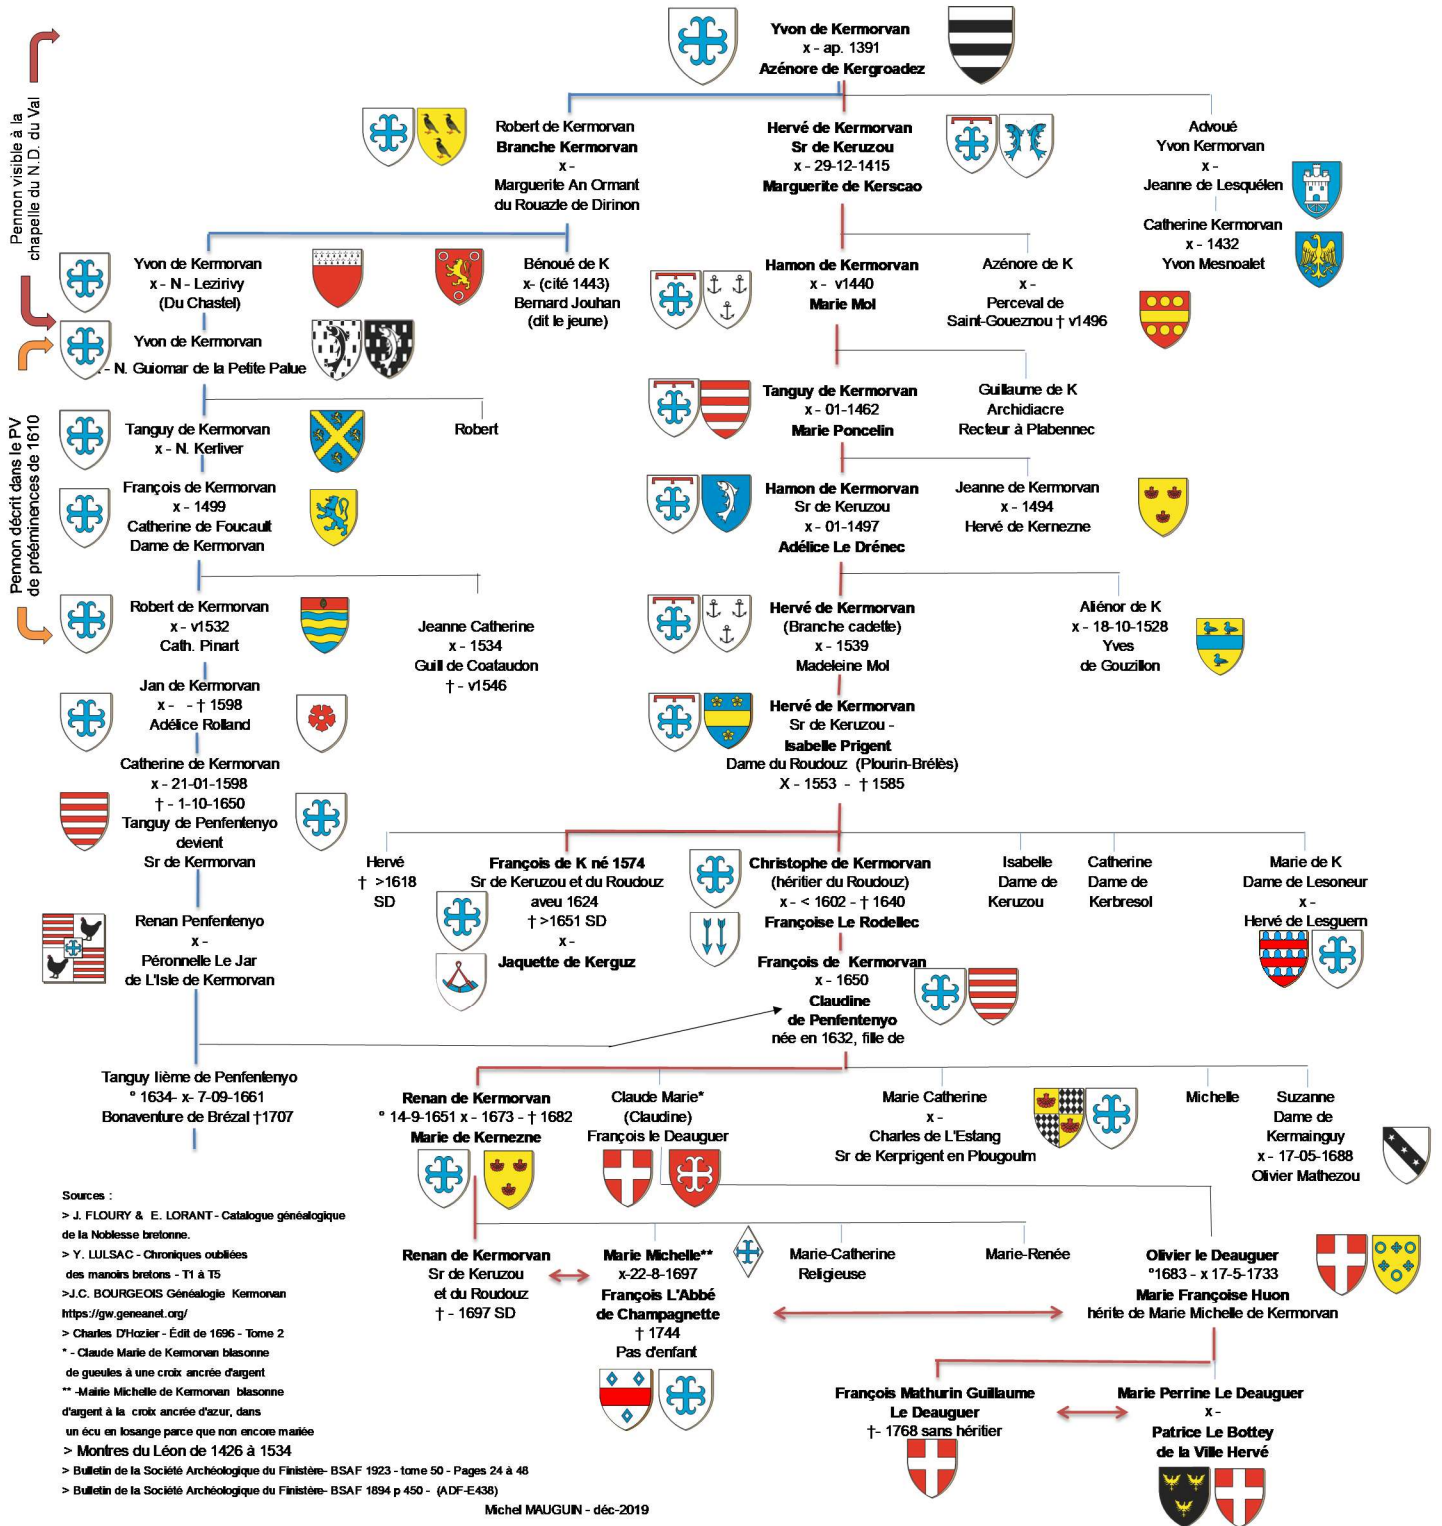 Yvon de Kermorvan
x - ap. 1391
Azénore de Kergroadez
Pennon visible à la
chapelle du N.D. du Val
Robert de Kermorvan
Branche Kermorvan
x -
Marguerite An Ormant
du Rouazle de Dirinon
Hervé de Kermorvan
Sr de Keruzou
x - 29-12-1415
Marguerite de Kerscao
Advoué
Yvon Kermorvan
x -
Jeanne de Lesquélen
Catherine Kermorvan
x - 1432
Yvon Mesnoalet
Yvon de Kermorvan
x - N - Lezirivy
(Du Chastel)
Bénoué de K
x- (cité 1443)
Bernard Jouhan
(dit le jeune)
Hamon de Kermorvan
x - v1440
Marie Mol
Azénore de K
x -
Perceval de
Saint-Goueznou † v1496
Yvon de Kermorvan
- N. Guiomar de la Petite Palue
Pennon décrit dans le PV
de prééminences de 1610
Tanguy de Kermorvan
x - N. Kerliver
Robert
Tanguy de Kermorvan
x - 01-1462
Marie Poncelin
Guillaume de K
Archidiacre
Recteur à Plabennec
François de Kermorvan
x - 1499
Catherine de Foucault
Dame de Kermorvan
Hamon de Kermorvan
Sr de Keruzou
x - 01-1497
Adélice Le Drénec
Jeanne de Kermorvan
x - 1494
Hervé de Kernezne
Robert de Kermorvan
x - v1532
Cath. Pinart
Jeanne Catherine
x - 1534
Guill de Coataudon
† - v1546
Hervé de Kermorvan
(Branche cadette)
x - 1539
Madeleine Mol
Aliénor de K
x - 18-10-1528
Yves
de Gouzillon
Jan de Kermorvan
x - - † 1598
Adélice Rolland
Hervé de Kermorvan
Sr de Keruzou -
Isabelle Prigent
Dame du Roudouz (Plourin-Brélès)
X - 1553 - † 1585
Catherine de Kermorvan
x - 21-01-1598
† - 1-10-1650
Tanguy de Penfentenyo
devient
Sr de Kermorvan
Hervé
† >1618
SD
François de K né 1574
Sr de Keruzou et du Roudouz
aveu 1624
† >1651 SD
x -
Jaquette de Kerguz
Christophe de Kermorvan
(héritier du Roudouz)
x - < 1602 - † 1640
Françoise Le Rodellec
Isabelle
Dame de
Keruzou
Catherine
Dame de
Kerbresol
Marie de K
Dame de Lesoneur
x -
Hervé de Lesguern
Renan Penfentenyo
x -
Péronnelle Le Jar
de L'Isle de Kermorvan
François de Kermorvan
x - 1650
Claudine
de Penfentenyo
née en 1632, fille de
Tanguy IIème de Penfentenyo
° 1634- x- 7-09-1661
Bonaventure de Brézal †1707
Renan de Kermorvan
° 14-9-1651 x - 1673 - † 1682
Marie de Kernezne
Claude Marie*
(Claudine)
François le Deauguer
Marie Catherine
x -
Charles de L'Estang
Sr de Kerprigent en Plougoulm
Michelle
Suzanne
Dame de
Kermainguy
x - 17-05-1688
Olivier Mathezou
Renan de Kermorvan
Sr de Keruzou
et du Roudouz
† - 1697 SD
Marie Michelle**
x-22-8-1697
François L'Abbé
de Champagnette
† 1744
Pas d'enfant
Marie-Catherine
Religieuse
Marie-Renée
Olivier le Deauguer
°1683 - x 17-5-1733
Marie Françoise Huon
hérite de Marie Michelle de Kermorvan
François Mathurin Guillaume
Le Deauguer
†- 1768 sans héritier
Marie Perrine Le Deauguer
x -
Patrice Le Bottey
de la Ville Hervé
Sources :
> J. FLOURY & E. LORANT - Catalogue généalogique
de la Noblesse bretonne.
> Y. LULSAC - Chroniques oubliées
des manoirs bretons - T1 à T5
>J.C. BOURGEOIS Généalogie Kermorvan
https://gw.geneanet.org/
> Charles D'Hozier - Édit de 1696 - Tome 2
* - Claude Marie de Kermorvan blasonne
de gueules à une croix ancrée d'argent
** -Mairie Michelle de Kermorvan blasonne
d'argent à la croix ancrée d'azur, dans
un écu en losange parce que non encore mariée
> Montres du Léon de 1426 à 1534
> Bulletin de la Société Archéologique du Finistère- BSAF 1923 - tome 50 - Pages 24 à 48
> Bulletin de la Société Archéologique du Finistère- BSAF 1894 p 450 - (ADF-E438)
Michel MAUGUIN - déc-2019